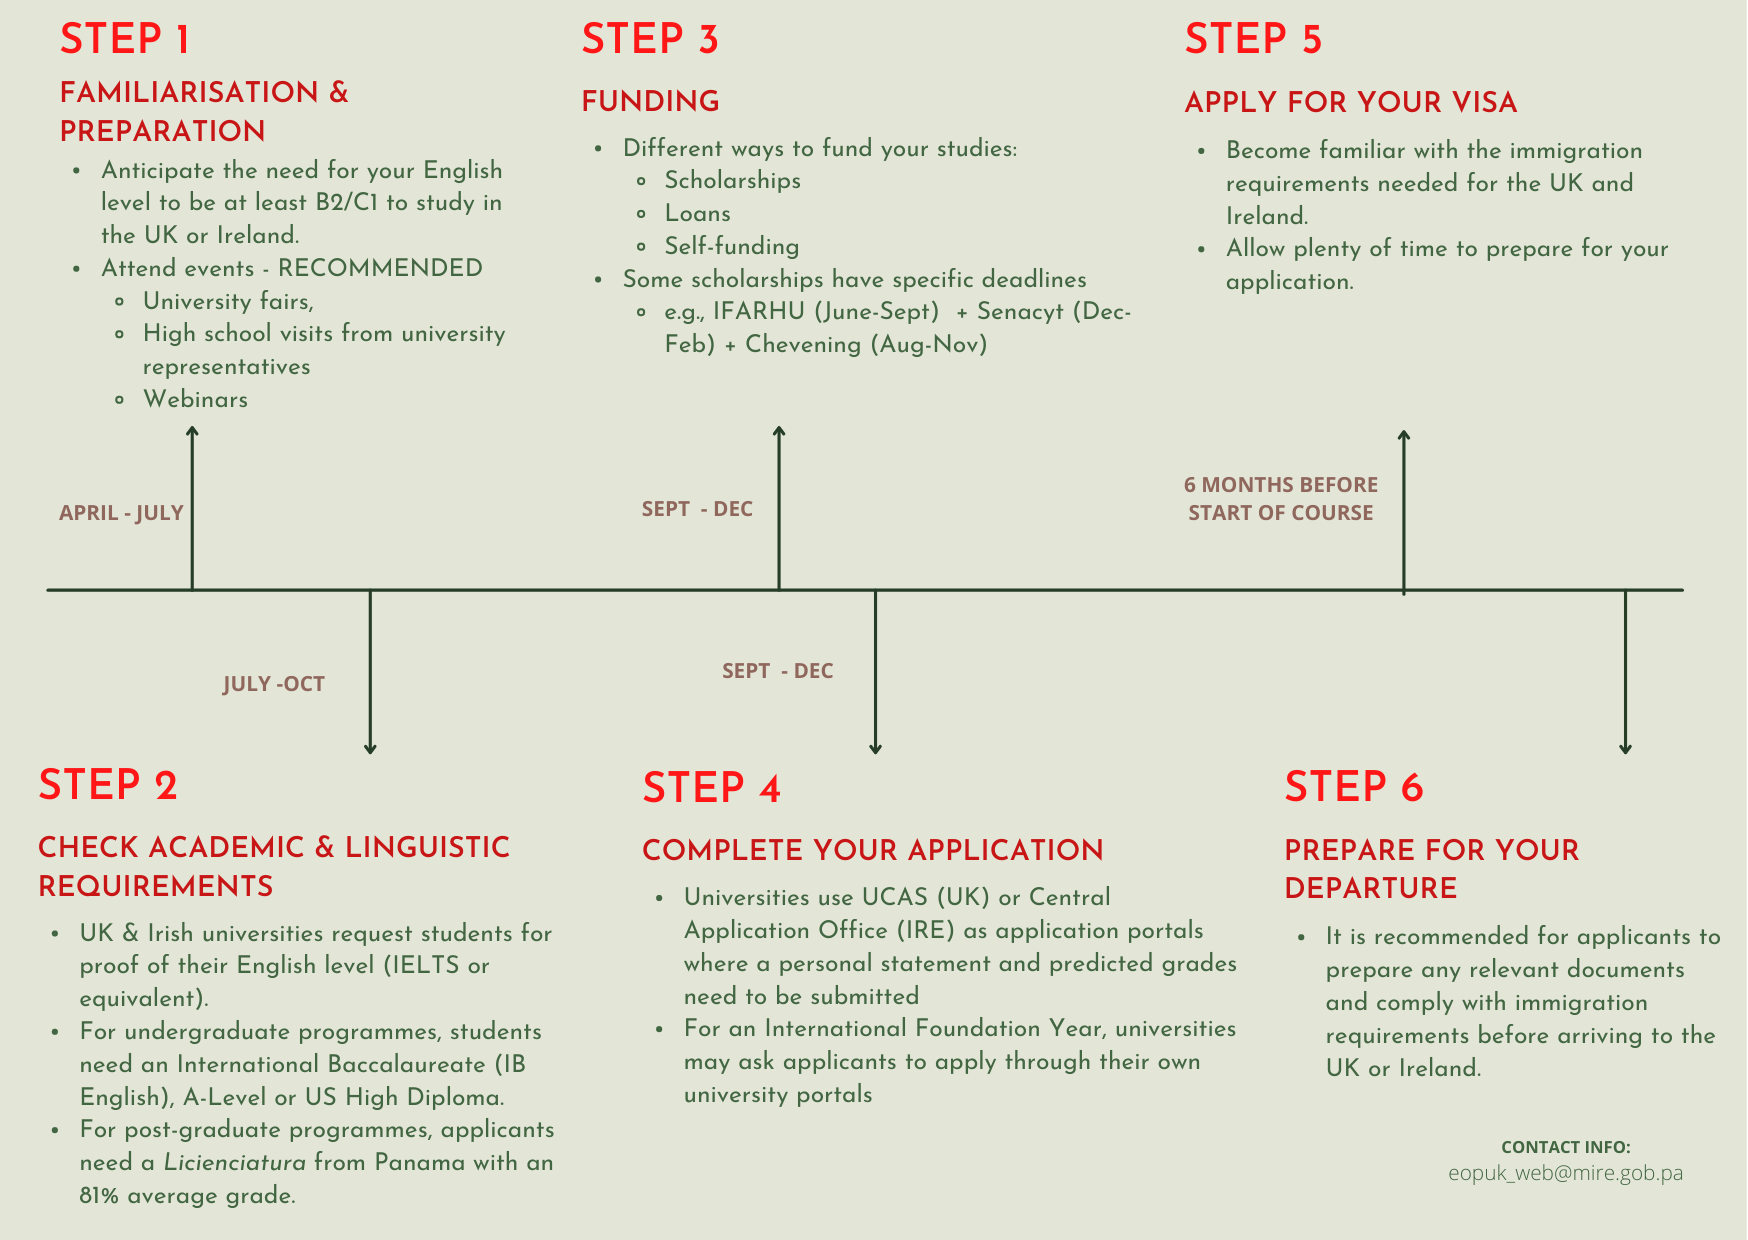 STEP 1
FAMILIARISATION &
PREPARATION
• Anticipate the need for your English
level to be at least B2/C1 to study in
the UK or Ireland.
• Attend events - RECOMMENDED
◦ University fairs,
◦ High school visits from university
representatives
◦ Webinars
APRIL - JULY
STEP 3
FUNDING
• Different ways to fund your studies:
◦ Scholarships
◦ Loans
◦ Self-funding
• Some scholarships have specific deadlines
◦ e.g., IFARHU (June-Sept) + Senacyt (Dec-
Feb) + Chevening (Aug-Nov)
SEPT - DEC
STEP 5
APPLY FOR YOUR VISA
• Become familiar with the immigration
requirements needed for the UK and
Ireland.
• Allow plenty of time to prepare for your
application.
6 MONTHS BEFORE
START OF COURSE
JULY -OCT
STEP 2
CHECK ACADEMIC & LINGUISTIC
REQUIREMENTS
• UK & Irish universities request students for
proof of their English level (IELTS or
equivalent).
• For undergraduate programmes, students
need an International Baccalaureate (IB
English), A-Level or US High Diploma.
• For post-graduate programmes, applicants
need a Licienciatura from Panama with an
81% average grade.
SEPT - DEC
STEP 4
COMPLETE YOUR APPLICATION
• Universities use UCAS (UK) or Central
Application Office (IRE) as application portals
where a personal statement and predicted grades
need to be submitted
• For an International Foundation Year, universities
may ask applicants to apply through their own
university portals
STEP 6
PREPARE FOR YOUR
DEPARTURE
• It is recommended for applicants to
prepare any relevant documents
and comply with immigration
requirements before arriving to the
UK or Ireland.
CONTACT INFO:
eopuk_web@mire.gob.pa